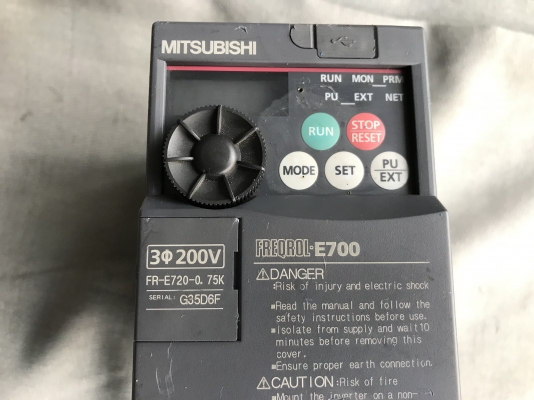 MITSUBISHI
RUN MON PRM
PU EXT NET
RUN
STOP
RESET
MODE
SET
PU
EXT
3Φ200V
FR-E720-0.75K
SERIAL: G35D6F
FREQROL-E700
⚠DANGER
:Risk of injury and electric shock
■Read the manual and follow the
safety instructions before use.
■Isolate from supply and wait10
minutes before removing this
cover.
■Ensure proper earth connection.
⚠CAUTION:Risk of fire
■Mount the inverter on a non-